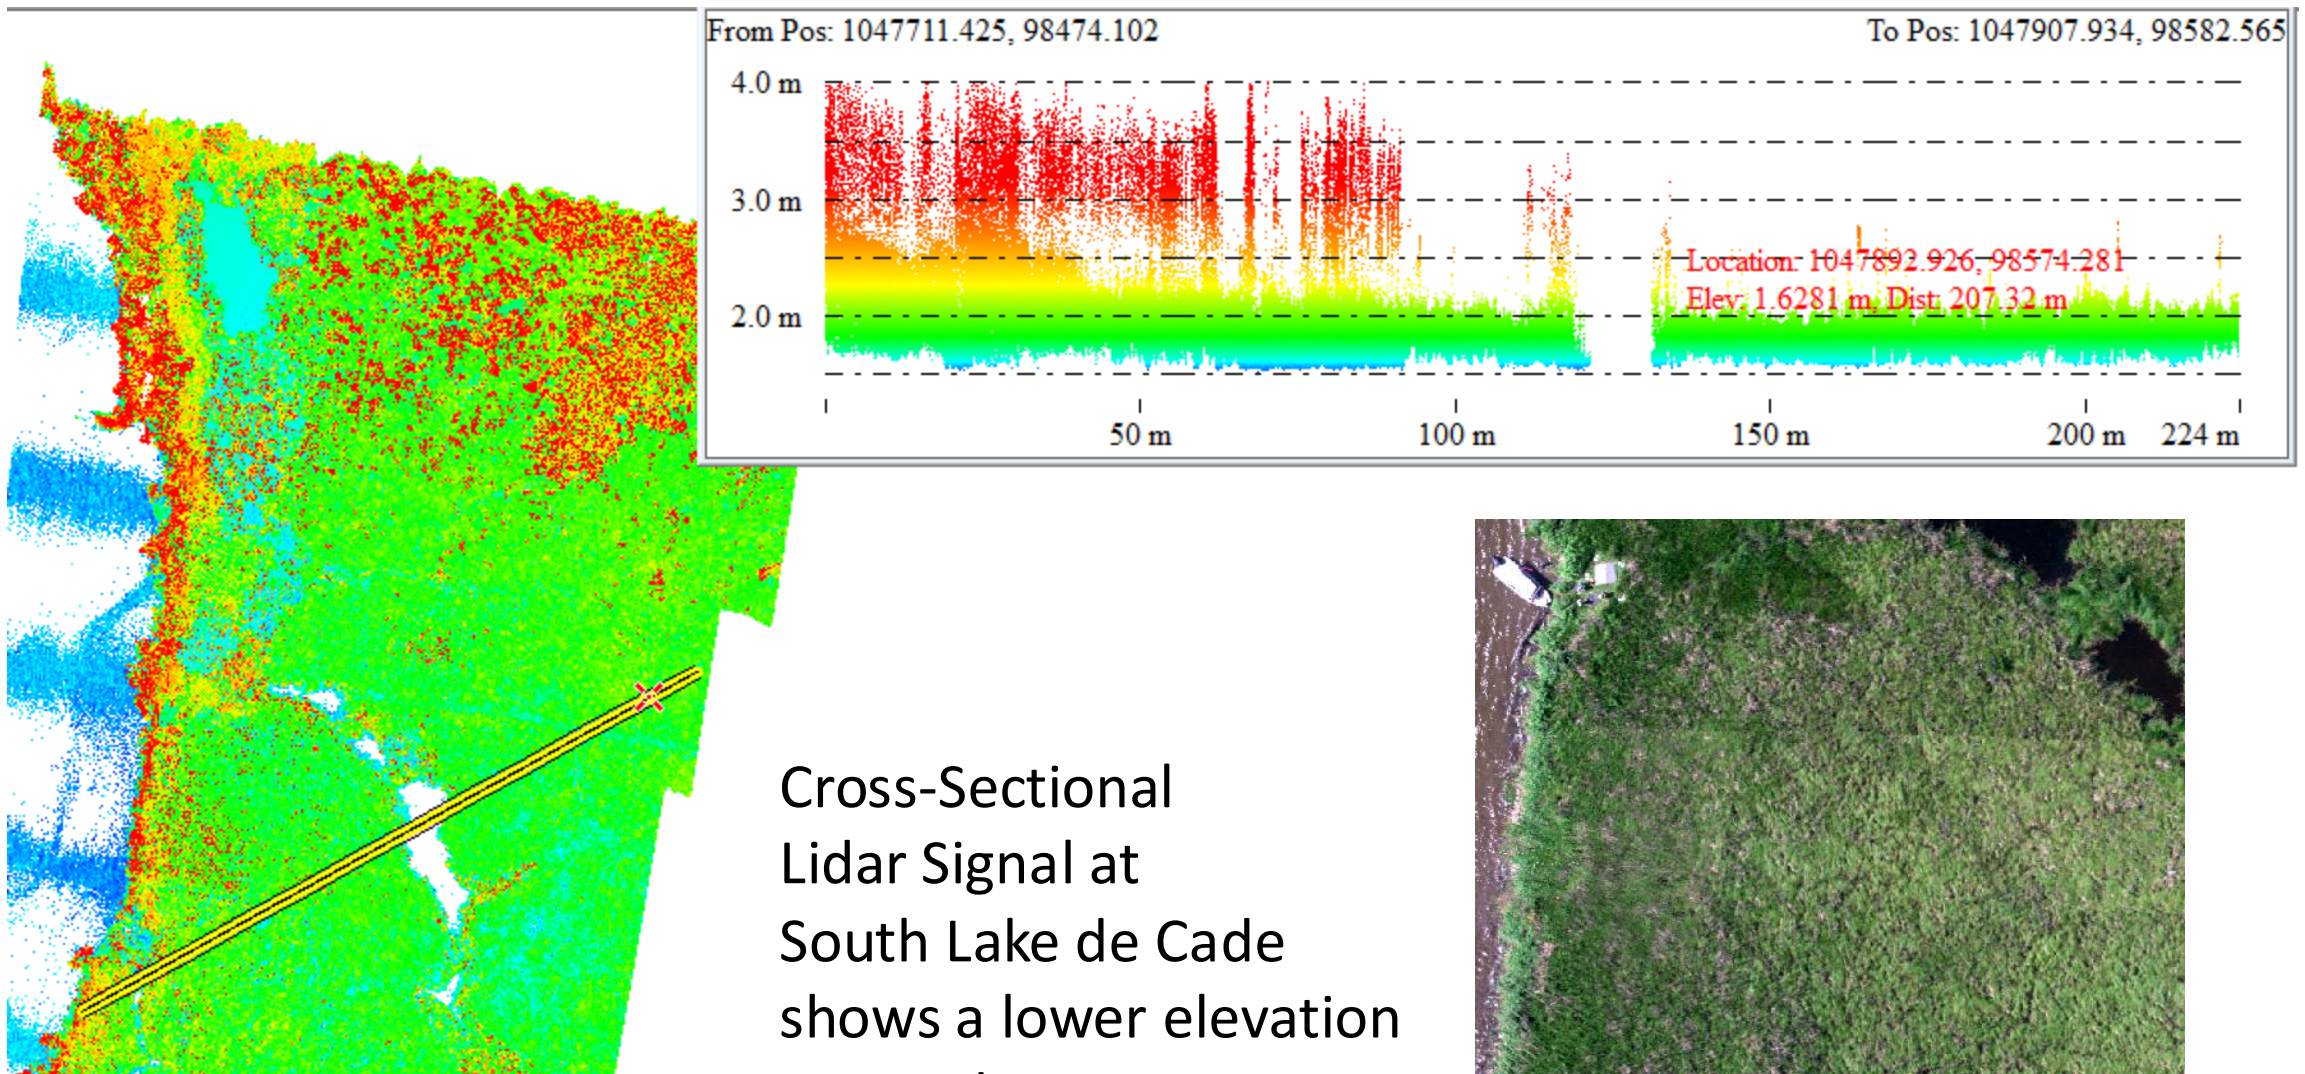 From Pos: 1047711.425, 98474.102
To Pos: 1047907.934, 98582.565
4.0 m
3.0 m
2.0 m
Location: 1047892.926, 98574.281
Elev: 1.6281 m, Dist: 207.32 m
50 m
100 m
150 m
200 m
224 m
Cross-Sectional
Lidar Signal at
South Lake de Cade
shows a lower elevation